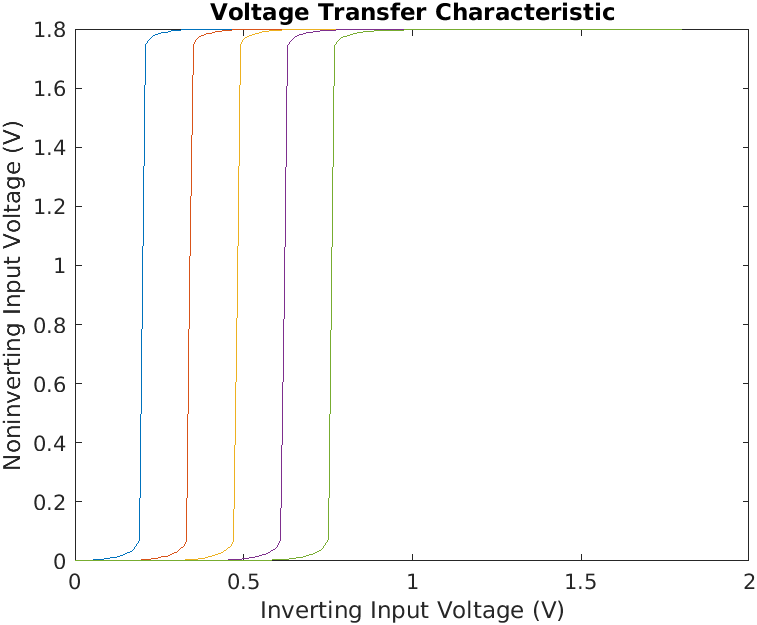 Voltage Transfer Characteristic
Noninverting Input Voltage (V)
1.8
1.6
1.4
1.2
1
0.8
0.6
0.4
0.2
0
0 0.5 1 1.5 2
Inverting Input Voltage (V)